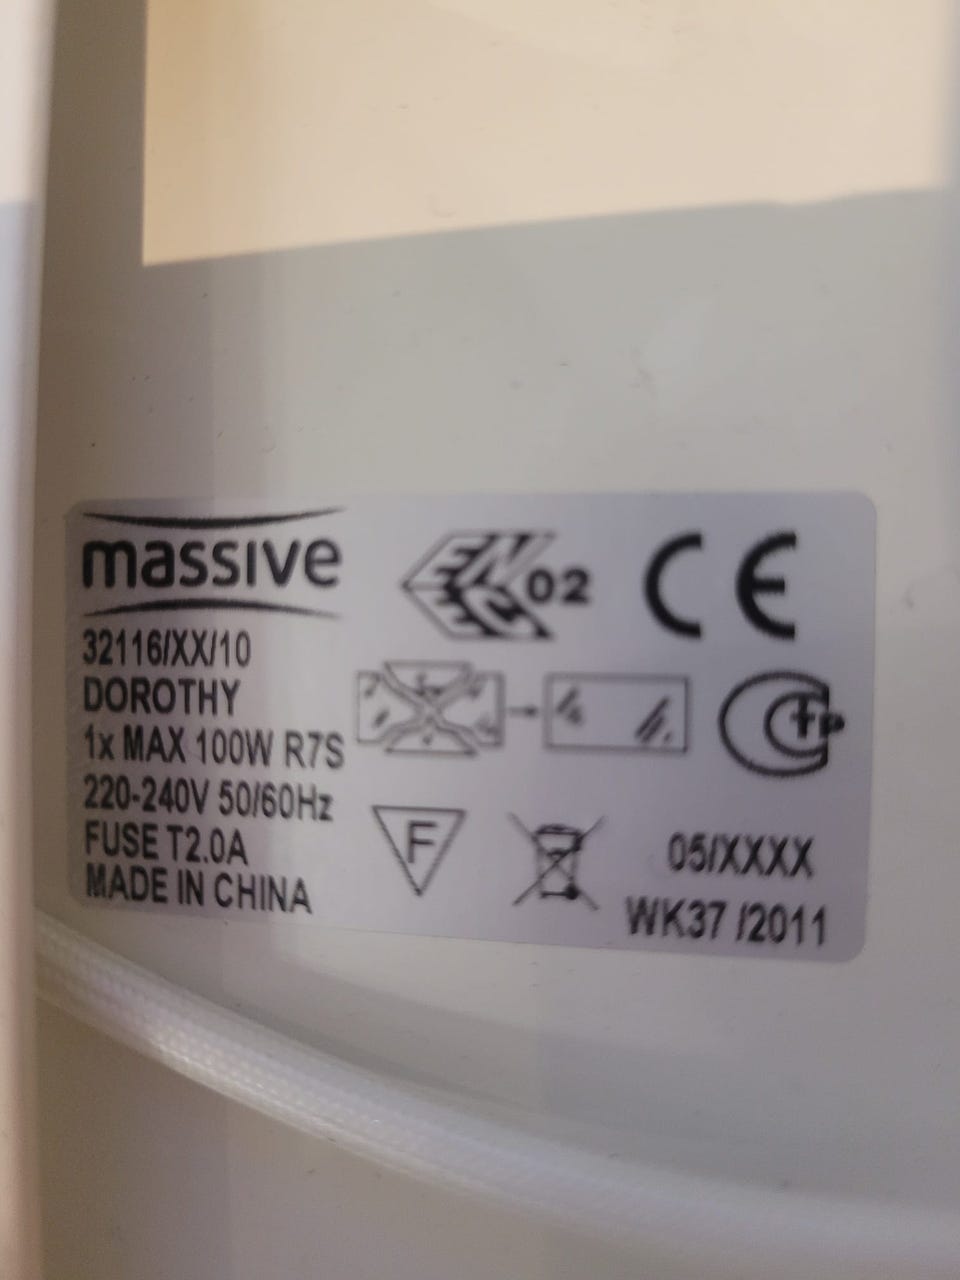 massive
32116/XX/10
DOROTHY
1x MAX 100W R7S
220-240V 50/60Hz
FUSE T2.0A
MADE IN CHINA
ENEC 02
CE
F
05/XXXX
WK37 /2011